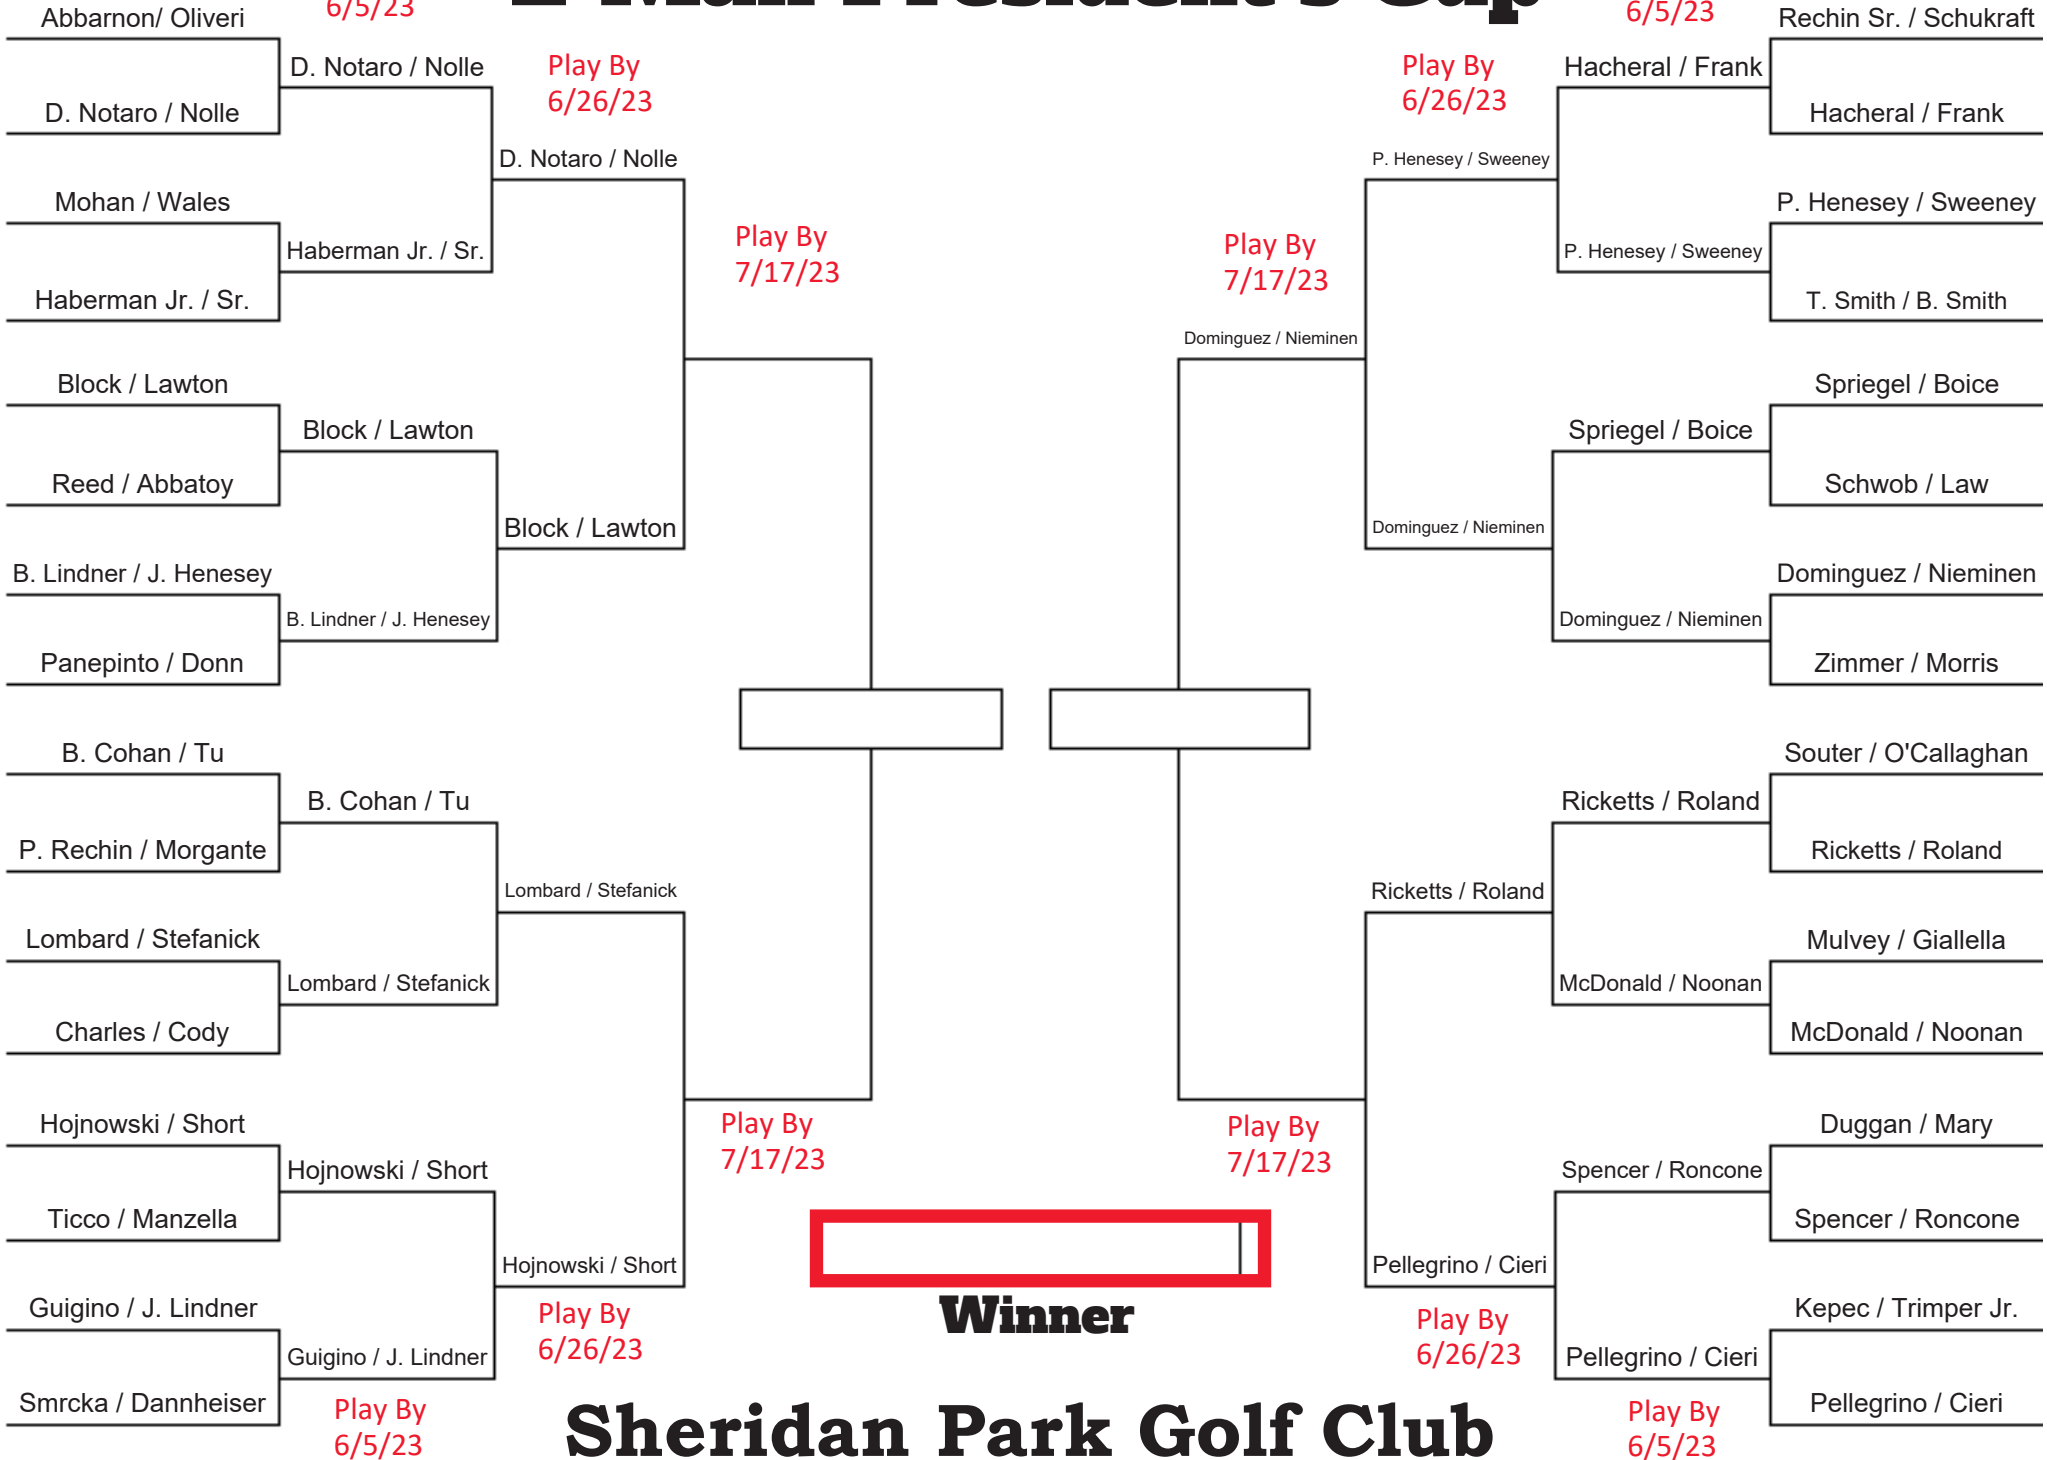 2-Man President's Cup
6/5/23
6/5/23
Abbarnon/ Oliveri
D. Notaro / Nolle
Mohan / Wales
Haberman Jr. / Sr.
Block / Lawton
Reed / Abbatoy
B. Lindner / J. Henesey
Panepinto / Donn
B. Cohan / Tu
P. Rechin / Morgante
Lombard / Stefanick
Charles / Cody
Hojnowski / Short
Ticco / Manzella
Guigino / J. Lindner
Smrcka / Dannheiser
D. Notaro / Nolle
Haberman Jr. / Sr.
Block / Lawton
B. Lindner / J. Henesey
B. Cohan / Tu
Lombard / Stefanick
Hojnowski / Short
Guigino / J. Lindner
Play By
6/5/23
Play By
6/26/23
D. Notaro / Nolle
Block / Lawton
Lombard / Stefanick
Hojnowski / Short
Play By
6/26/23
Play By
7/17/23
Play By
7/17/23
Winner
Sheridan Park Golf Club
Play By
7/17/23
Dominguez / Nieminen
Play By
7/17/23
Play By
6/26/23
P. Henesey / Sweeney
Dominguez / Nieminen
Ricketts / Roland
Pellegrino / Cieri
Play By
6/26/23
Hacheral / Frank
P. Henesey / Sweeney
Spriegel / Boice
Dominguez / Nieminen
Ricketts / Roland
McDonald / Noonan
Spencer / Roncone
Pellegrino / Cieri
Play By
6/5/23
Rechin Sr. / Schukraft
Hacheral / Frank
P. Henesey / Sweeney
T. Smith / B. Smith
Spriegel / Boice
Schwob / Law
Dominguez / Nieminen
Zimmer / Morris
Souter / O'Callaghan
Ricketts / Roland
Mulvey / Giallella
McDonald / Noonan
Duggan / Mary
Spencer / Roncone
Kepec / Trimper Jr.
Pellegrino / Cieri